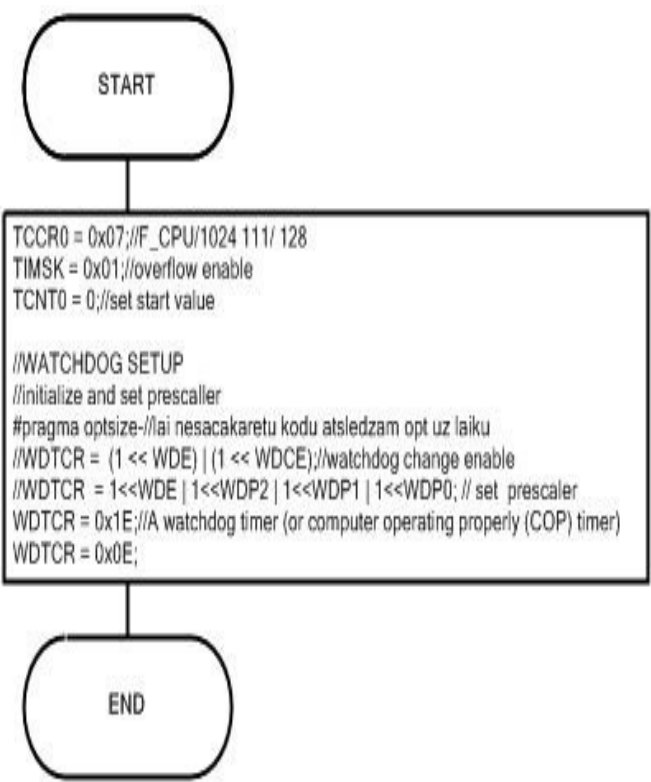 START
TCCR0 = 0x07;//F_CPU/1024 111/ 128
TIMSK = 0x01;//overflow enable
TCNT0 = 0;//set start value
//WATCHDOG SETUP
//initialize and set prescaller
#pragma optsize-//lai nesacakaretu kodu atsledzam opt uz laiku
//WDTCR = (1 << WDE) | (1 << WDCE);//watchdog change enable
//WDTCR = 1<<WDE | 1<<WDP2 | 1<<WDP1 | 1<<WDP0; // set prescaler
WDTCR = 0x1E;//A watchdog timer (or computer operating properly (COP) timer)
WDTCR = 0x0E;
END